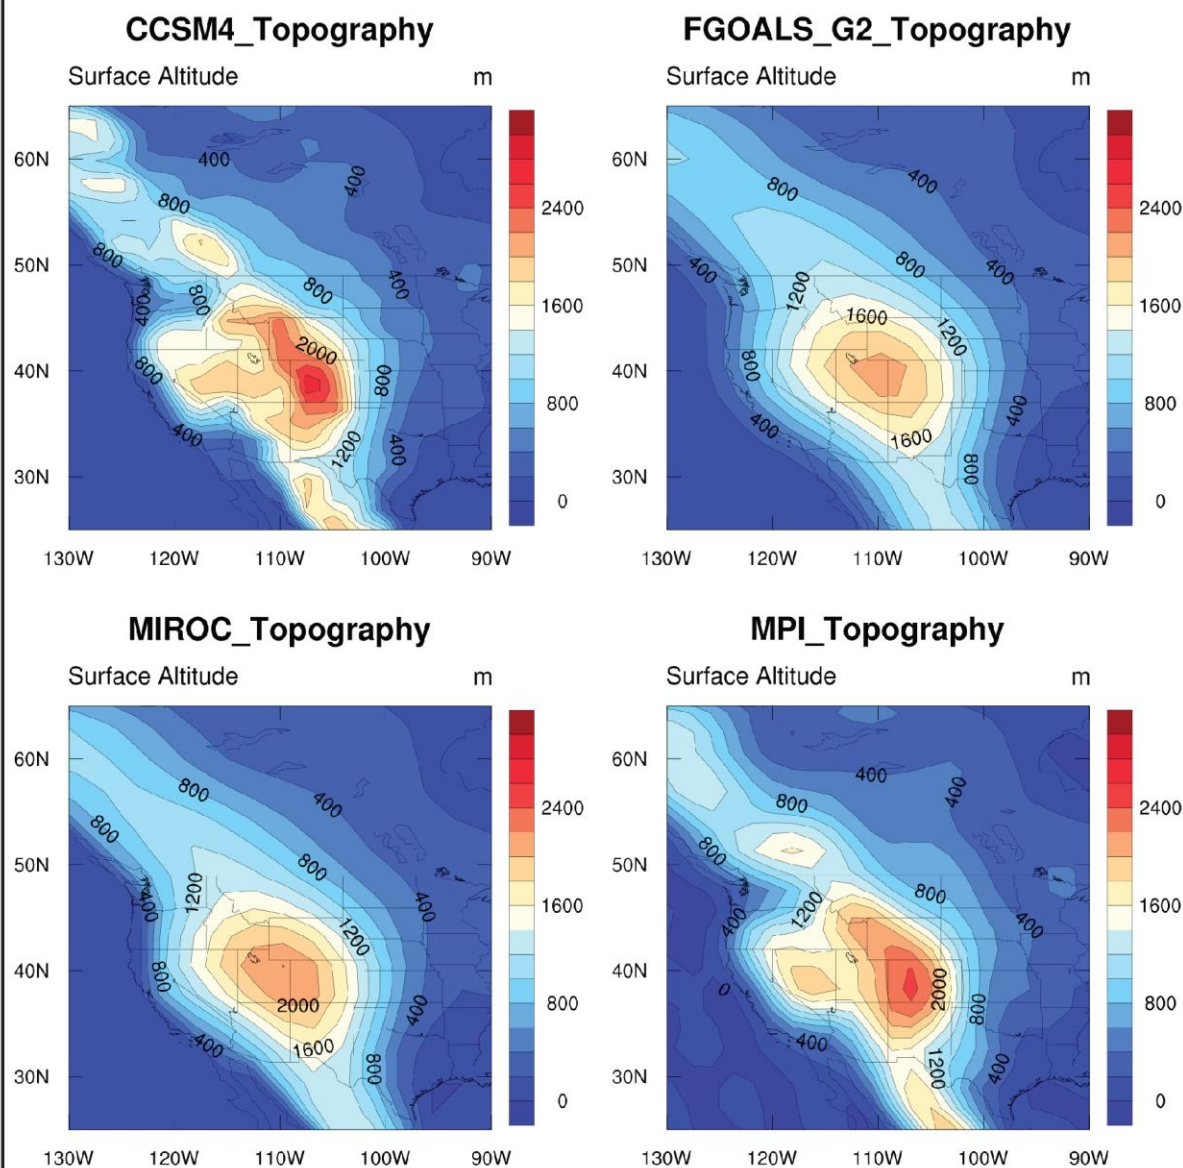 CCSM4_Topography
Surface Altitude m
60N
50N
40N
30N
130W 120W 110W 100W 90W
400
400
800
800
800
400
800
400
2000
800
800
400
1200
400
2400
1600
800
0
FGOALS_G2_Topography
Surface Altitude m
60N
50N
40N
30N
130W 120W 110W 100W 90W
800
400
400
800
400
1200
1600
1200
800
400
400
1600
800
2400
1600
800
0
MIROC_Topography
Surface Altitude m
60N
50N
40N
30N
130W 120W 110W 100W 90W
800
400
800
800
1200
400
400
1200
800
2000
400
400
1600
800
2400
1600
800
0
MPI_Topography
Surface Altitude m
60N
50N
40N
30N
130W 120W 110W 100W 90W
400
400
800
800
800
1200
400
400
0
2000
800
400
1200
400
2400
1600
800
0